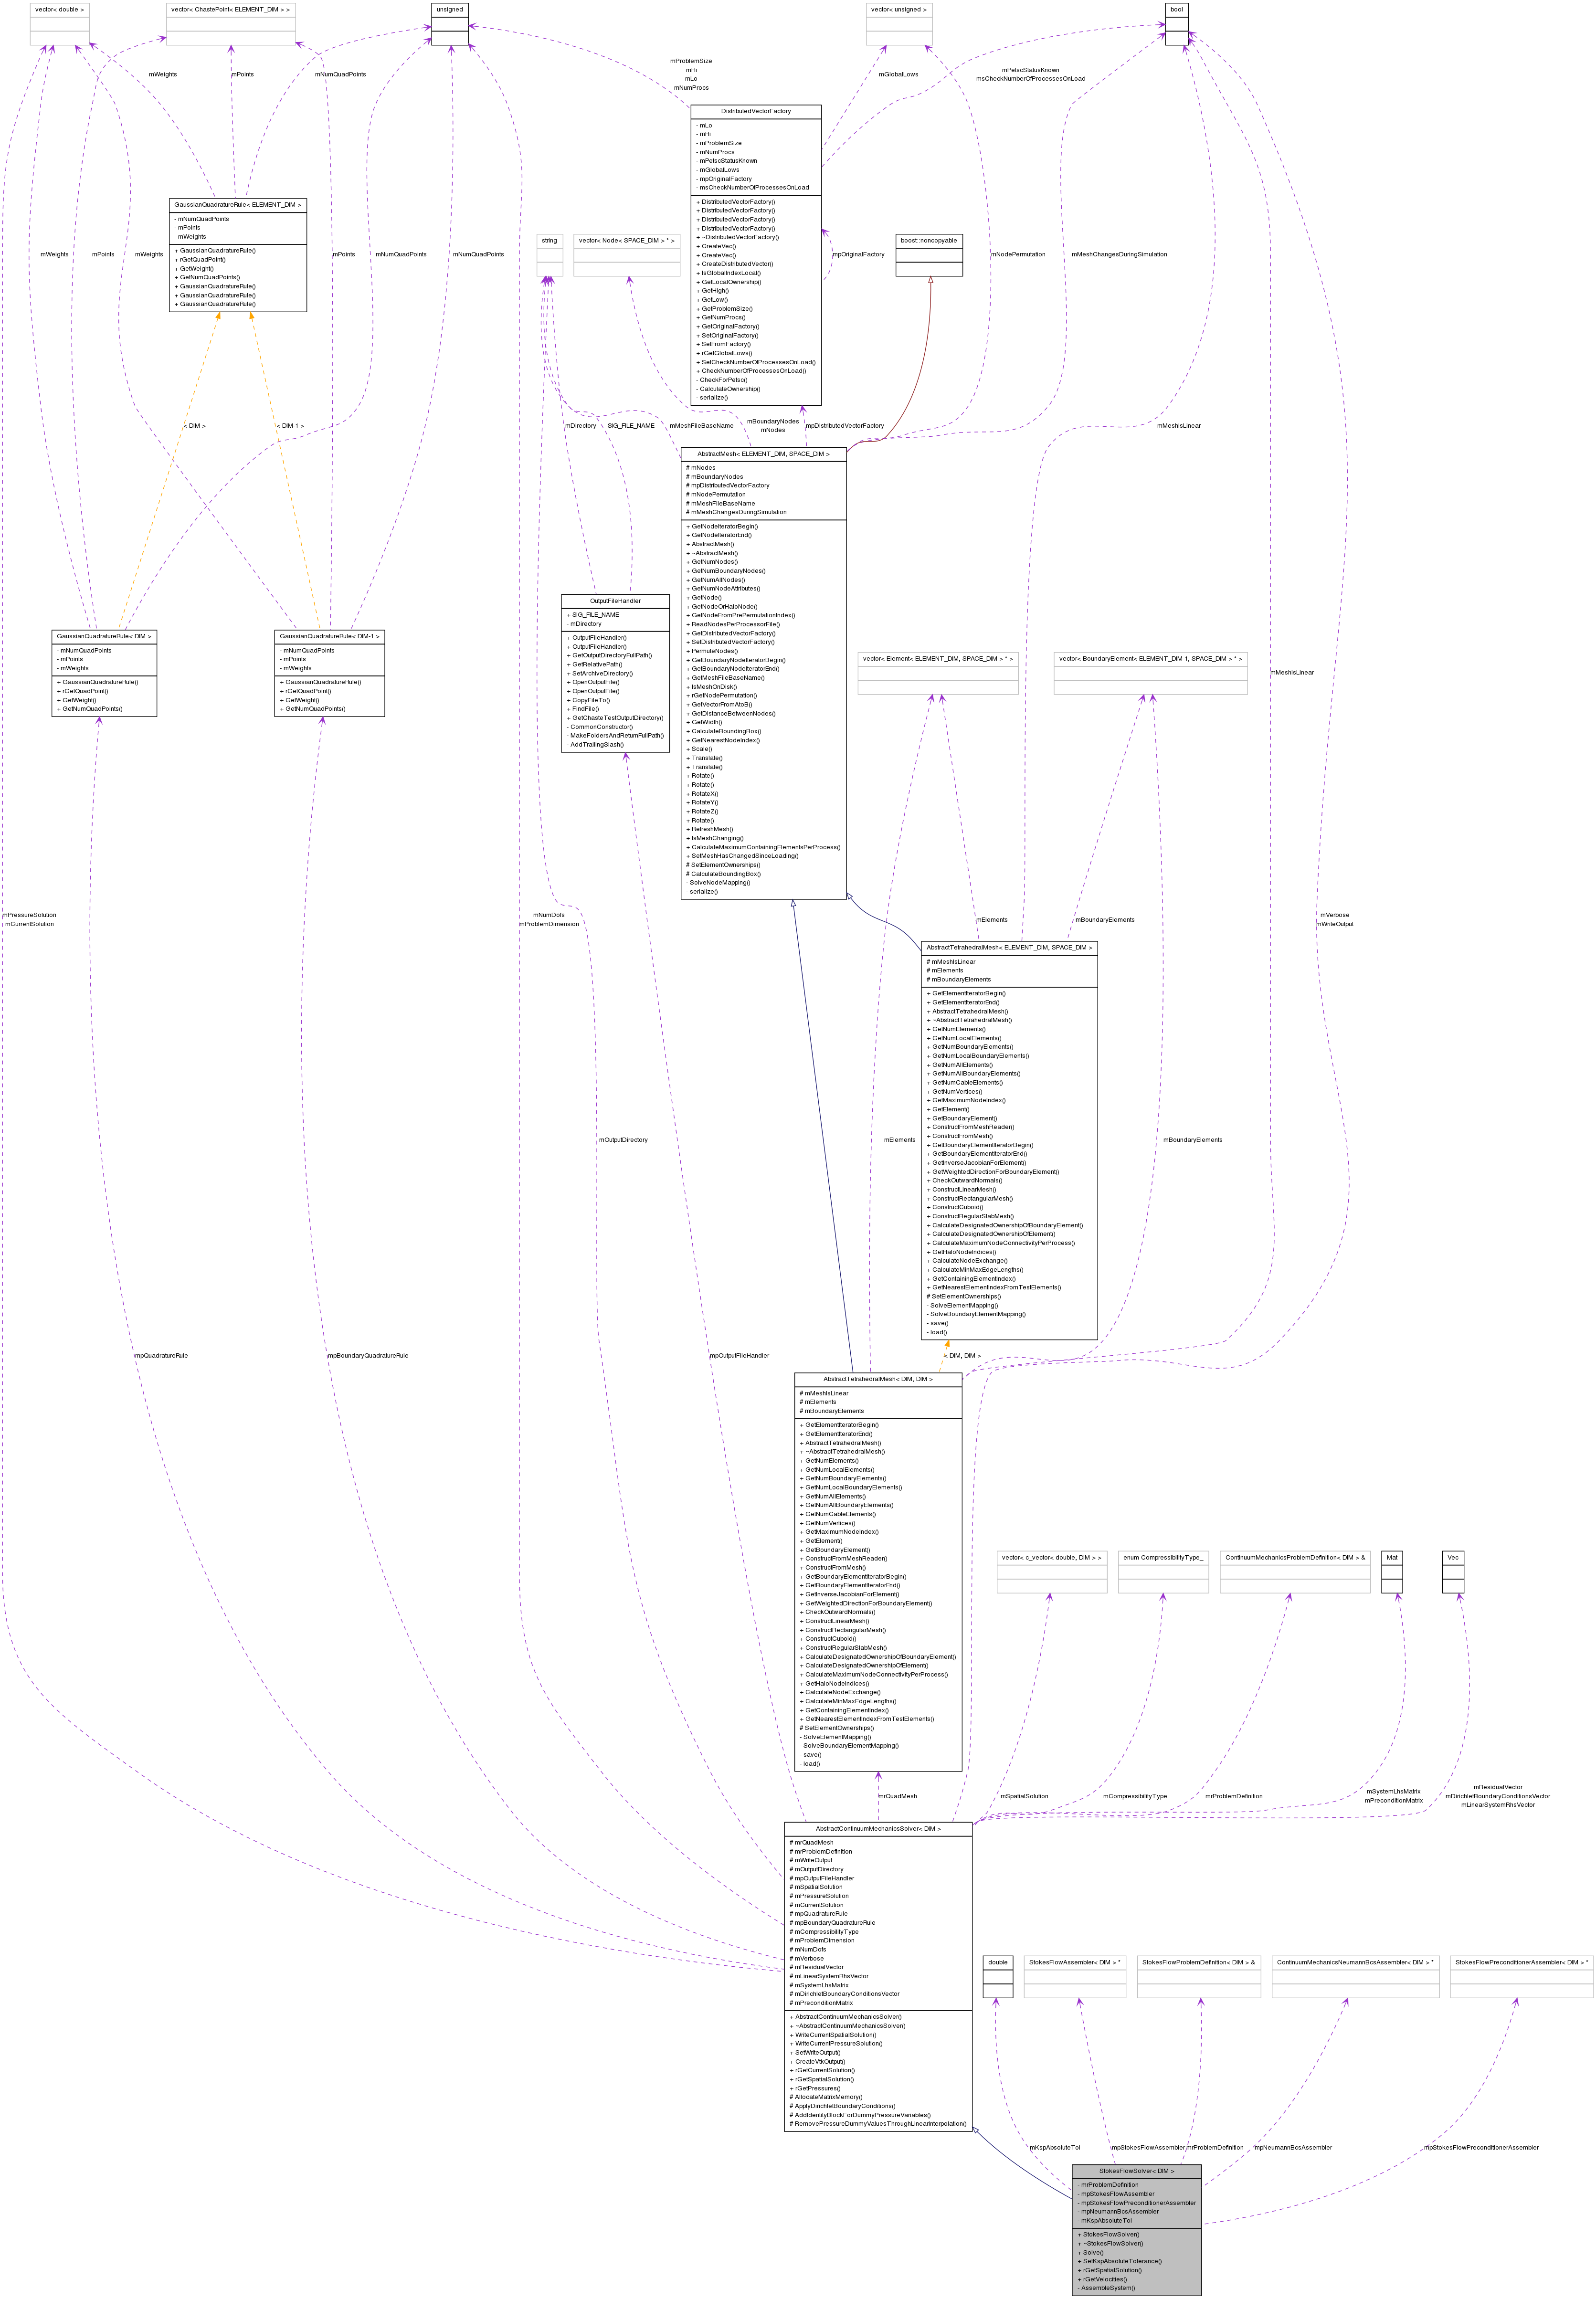 vector< double >
vector< ChastePoint< ELEMENT_DIM > >
unsigned
vector< unsigned >
bool
mProblemSize
mHi
mLo
mNumProcs
mWeights
mPoints
mNumQuadPoints
mGlobalLows
mPetscStatusKnown
msCheckNumberOfProcessesOnLoad
DistributedVectorFactory
- mLo
- mHi
- mProblemSize
- mNumProcs
- mPetscStatusKnown
- mGlobalLows
- mpOriginalFactory
- msCheckNumberOfProcessesOnLoad
+ DistributedVectorFactory()
+ DistributedVectorFactory()
+ DistributedVectorFactory()
+ DistributedVectorFactory()
+ ~DistributedVectorFactory()
+ CreateVec()
+ CreateVec()
+ CreateDistributedVector()
+ IsGlobalIndexLocal()
+ GetLocalOwnership()
+ GetHigh()
+ GetLow()
+ GetProblemSize()
+ GetNumProcs()
+ GetOriginalFactory()
+ SetOriginalFactory()
+ SetFromFactory()
+ rGetGlobalLows()
+ SetCheckNumberOfProcessesOnLoad()
+ CheckNumberOfProcessesOnLoad()
- CheckForPetsc()
- CalculateOwnership()
- serialize()
GaussianQuadratureRule< ELEMENT_DIM >
- mNumQuadPoints
- mPoints
- mWeights
+ GaussianQuadratureRule()
+ rGetQuadPoint()
+ GetWeight()
+ GetNumQuadPoints()
+ GaussianQuadratureRule()
+ GaussianQuadratureRule()
+ GaussianQuadratureRule()
string
vector< Node< SPACE_DIM > * >
boost::noncopyable
mWeights
mPoints
mWeights
mPoints
mNumQuadPoints
mNumQuadPoints
mpOriginalFactory
mNodePermutation
mMeshChangesDuringSimulation
< DIM >
< DIM-1 >
mDirectory
SIG_FILE_NAME
mMeshFileBaseName
mBoundaryNodes
mNodes
mpDistributedVectorFactory
mMeshIsLinear
AbstractMesh< ELEMENT_DIM, SPACE_DIM >
# mNodes
# mBoundaryNodes
# mpDistributedVectorFactory
# mNodePermutation
# mMeshFileBaseName
# mMeshChangesDuringSimulation
+ GetNodeIteratorBegin()
+ GetNodeIteratorEnd()
+ AbstractMesh()
+ ~AbstractMesh()
+ GetNumNodes()
+ GetNumBoundaryNodes()
+ GetNumAllNodes()
+ GetNumNodeAttributes()
+ GetNode()
+ GetNodeOrHaloNode()
+ GetNodeFromPrePermutationIndex()
+ ReadNodesPerProcessorFile()
+ GetDistributedVectorFactory()
+ SetDistributedVectorFactory()
+ PermuteNodes()
+ GetBoundaryNodeIteratorBegin()
+ GetBoundaryNodeIteratorEnd()
+ GetMeshFileBaseName()
+ IsMeshOnDisk()
+ rGetNodePermutation()
+ GetVectorFromAtoB()
+ GetDistanceBetweenNodes()
+ GetWidth()
+ CalculateBoundingBox()
+ GetNearestNodeIndex()
+ Scale()
+ Translate()
+ Translate()
+ Rotate()
+ Rotate()
+ RotateX()
+ RotateY()
+ RotateZ()
+ Rotate()
+ RefreshMesh()
+ IsMeshChanging()
+ CalculateMaximumContainingElementsPerProcess()
+ SetMeshHasChangedSinceLoading()
# SetElementOwnerships()
# CalculateBoundingBox()
- SolveNodeMapping()
- serialize()
OutputFileHandler
+ SIG_FILE_NAME
- mDirectory
+ OutputFileHandler()
+ OutputFileHandler()
+ GetOutputDirectoryFullPath()
+ GetRelativePath()
+ SetArchiveDirectory()
+ OpenOutputFile()
+ OpenOutputFile()
+ CopyFileTo()
+ FindFile()
+ GetChasteTestOutputDirectory()
- CommonConstructor()
- MakeFoldersAndReturnFullPath()
- AddTrailingSlash()
GaussianQuadratureRule< DIM >
- mNumQuadPoints
- mPoints
- mWeights
+ GaussianQuadratureRule()
+ rGetQuadPoint()
+ GetWeight()
+ GetNumQuadPoints()
GaussianQuadratureRule< DIM-1 >
- mNumQuadPoints
- mPoints
- mWeights
+ GaussianQuadratureRule()
+ rGetQuadPoint()
+ GetWeight()
+ GetNumQuadPoints()
vector< Element< ELEMENT_DIM, SPACE_DIM > * >
vector< BoundaryElement< ELEMENT_DIM-1, SPACE_DIM > * >
mMeshIsLinear
mPressureSolution
mCurrentSolution
mNumDofs
mProblemDimension
mElements
mBoundaryElements
mVerbose
mWriteOutput
AbstractTetrahedralMesh< ELEMENT_DIM, SPACE_DIM >
# mMeshIsLinear
# mElements
# mBoundaryElements
+ GetElementIteratorBegin()
+ GetElementIteratorEnd()
+ AbstractTetrahedralMesh()
+ ~AbstractTetrahedralMesh()
+ GetNumElements()
+ GetNumLocalElements()
+ GetNumBoundaryElements()
+ GetNumLocalBoundaryElements()
+ GetNumAllElements()
+ GetNumAllBoundaryElements()
+ GetNumCableElements()
+ GetNumVertices()
+ GetMaximumNodeIndex()
+ GetElement()
+ GetBoundaryElement()
+ ConstructFromMeshReader()
+ ConstructFromMesh()
+ GetBoundaryElementIteratorBegin()
+ GetBoundaryElementIteratorEnd()
+ GetInverseJacobianForElement()
+ GetWeightedDirectionForBoundaryElement()
+ CheckOutwardNormals()
+ ConstructLinearMesh()
+ ConstructRectangularMesh()
+ ConstructCuboid()
+ ConstructRegularSlabMesh()
+ CalculateDesignatedOwnershipOfBoundaryElement()
+ CalculateDesignatedOwnershipOfElement()
+ CalculateMaximumNodeConnectivityPerProcess()
+ GetHaloNodeIndices()
+ CalculateNodeExchange()
+ CalculateMinMaxEdgeLengths()
+ GetContainingElementIndex()
+ GetNearestElementIndexFromTestElements()
# SetElementOwnerships()
- SolveElementMapping()
- SolveBoundaryElementMapping()
- save()
- load()
mOutputDirectory
mElements
mBoundaryElements
mpQuadratureRule
mpBoundaryQuadratureRule
mpOutputFileHandler
< DIM, DIM >
AbstractTetrahedralMesh< DIM, DIM >
# mMeshIsLinear
# mElements
# mBoundaryElements
+ GetElementIteratorBegin()
+ GetElementIteratorEnd()
+ AbstractTetrahedralMesh()
+ ~AbstractTetrahedralMesh()
+ GetNumElements()
+ GetNumLocalElements()
+ GetNumBoundaryElements()
+ GetNumLocalBoundaryElements()
+ GetNumAllElements()
+ GetNumAllBoundaryElements()
+ GetNumCableElements()
+ GetNumVertices()
+ GetMaximumNodeIndex()
+ GetElement()
+ GetBoundaryElement()
+ ConstructFromMeshReader()
+ ConstructFromMesh()
+ GetBoundaryElementIteratorBegin()
+ GetBoundaryElementIteratorEnd()
+ GetInverseJacobianForElement()
+ GetWeightedDirectionForBoundaryElement()
+ CheckOutwardNormals()
+ ConstructLinearMesh()
+ ConstructRectangularMesh()
+ ConstructCuboid()
+ ConstructRegularSlabMesh()
+ CalculateDesignatedOwnershipOfBoundaryElement()
+ CalculateDesignatedOwnershipOfElement()
+ CalculateMaximumNodeConnectivityPerProcess()
+ GetHaloNodeIndices()
+ CalculateNodeExchange()
+ CalculateMinMaxEdgeLengths()
+ GetContainingElementIndex()
+ GetNearestElementIndexFromTestElements()
# SetElementOwnerships()
- SolveElementMapping()
- SolveBoundaryElementMapping()
- save()
- load()
vector< c_vector< double, DIM > >
enum CompressibilityType_
ContinuumMechanicsProblemDefinition< DIM > &
Mat
Vec
mrQuadMesh
mSpatialSolution
mCompressibilityType
mrProblemDefinition
mSystemLhsMatrix
mPreconditionMatrix
mResidualVector
mDirichletBoundaryConditionsVector
mLinearSystemRhsVector
AbstractContinuumMechanicsSolver< DIM >
# mrQuadMesh
# mrProblemDefinition
# mWriteOutput
# mOutputDirectory
# mpOutputFileHandler
# mSpatialSolution
# mPressureSolution
# mCurrentSolution
# mpQuadratureRule
# mpBoundaryQuadratureRule
# mCompressibilityType
# mProblemDimension
# mNumDofs
# mVerbose
# mResidualVector
# mLinearSystemRhsVector
# mSystemLhsMatrix
# mDirichletBoundaryConditionsVector
# mPreconditionMatrix
+ AbstractContinuumMechanicsSolver()
+ ~AbstractContinuumMechanicsSolver()
+ WriteCurrentSpatialSolution()
+ WriteCurrentPressureSolution()
+ SetWriteOutput()
+ CreateVtkOutput()
+ rGetCurrentSolution()
+ rGetSpatialSolution()
+ rGetPressures()
# AllocateMatrixMemory()
# ApplyDirichletBoundaryConditions()
# AddIdentityBlockForDummyPressureVariables()
# RemovePressureDummyValuesThroughLinearInterpolation()
double
StokesFlowAssembler< DIM > *
StokesFlowProblemDefinition< DIM > &
ContinuumMechanicsNeumannBcsAssembler< DIM > *
StokesFlowPreconditionerAssembler< DIM > *
mKspAbsoluteTol
mpStokesFlowAssembler
mrProblemDefinition
mpNeumannBcsAssembler
mpStokesFlowPreconditionerAssembler
StokesFlowSolver< DIM >
- mrProblemDefinition
- mpStokesFlowAssembler
- mpStokesFlowPreconditionerAssembler
- mpNeumannBcsAssembler
- mKspAbsoluteTol
+ StokesFlowSolver()
+ ~StokesFlowSolver()
+ Solve()
+ SetKspAbsoluteTolerance()
+ rGetSpatialSolution()
+ rGetVelocities()
- AssembleSystem()